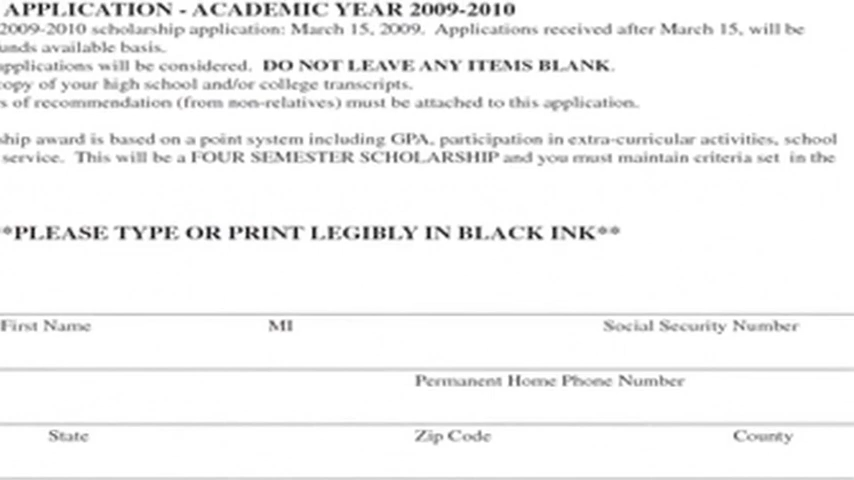 APPLICATION - ACADEMIC YEAR 2009-2010
2009-2010 scholarship application: March 15, 2009. Applications received after March 15, will be
unds available basis.
applications will be considered. DO NOT LEAVE ANY ITEMS BLANK.
opy of your high school and/or college transcripts.
s of recommendation (from non-relatives) must be attached to this application.
ship award is based on a point system including GPA, participation in extra-curricular activities, school
service. This will be a FOUR SEMESTER SCHOLARSHIP and you must maintain criteria set in the
*PLEASE TYPE OR PRINT LEGIBLY IN BLACK INK**
First Name MI Social Security Number
Permanent Home Phone Number
State Zip Code County